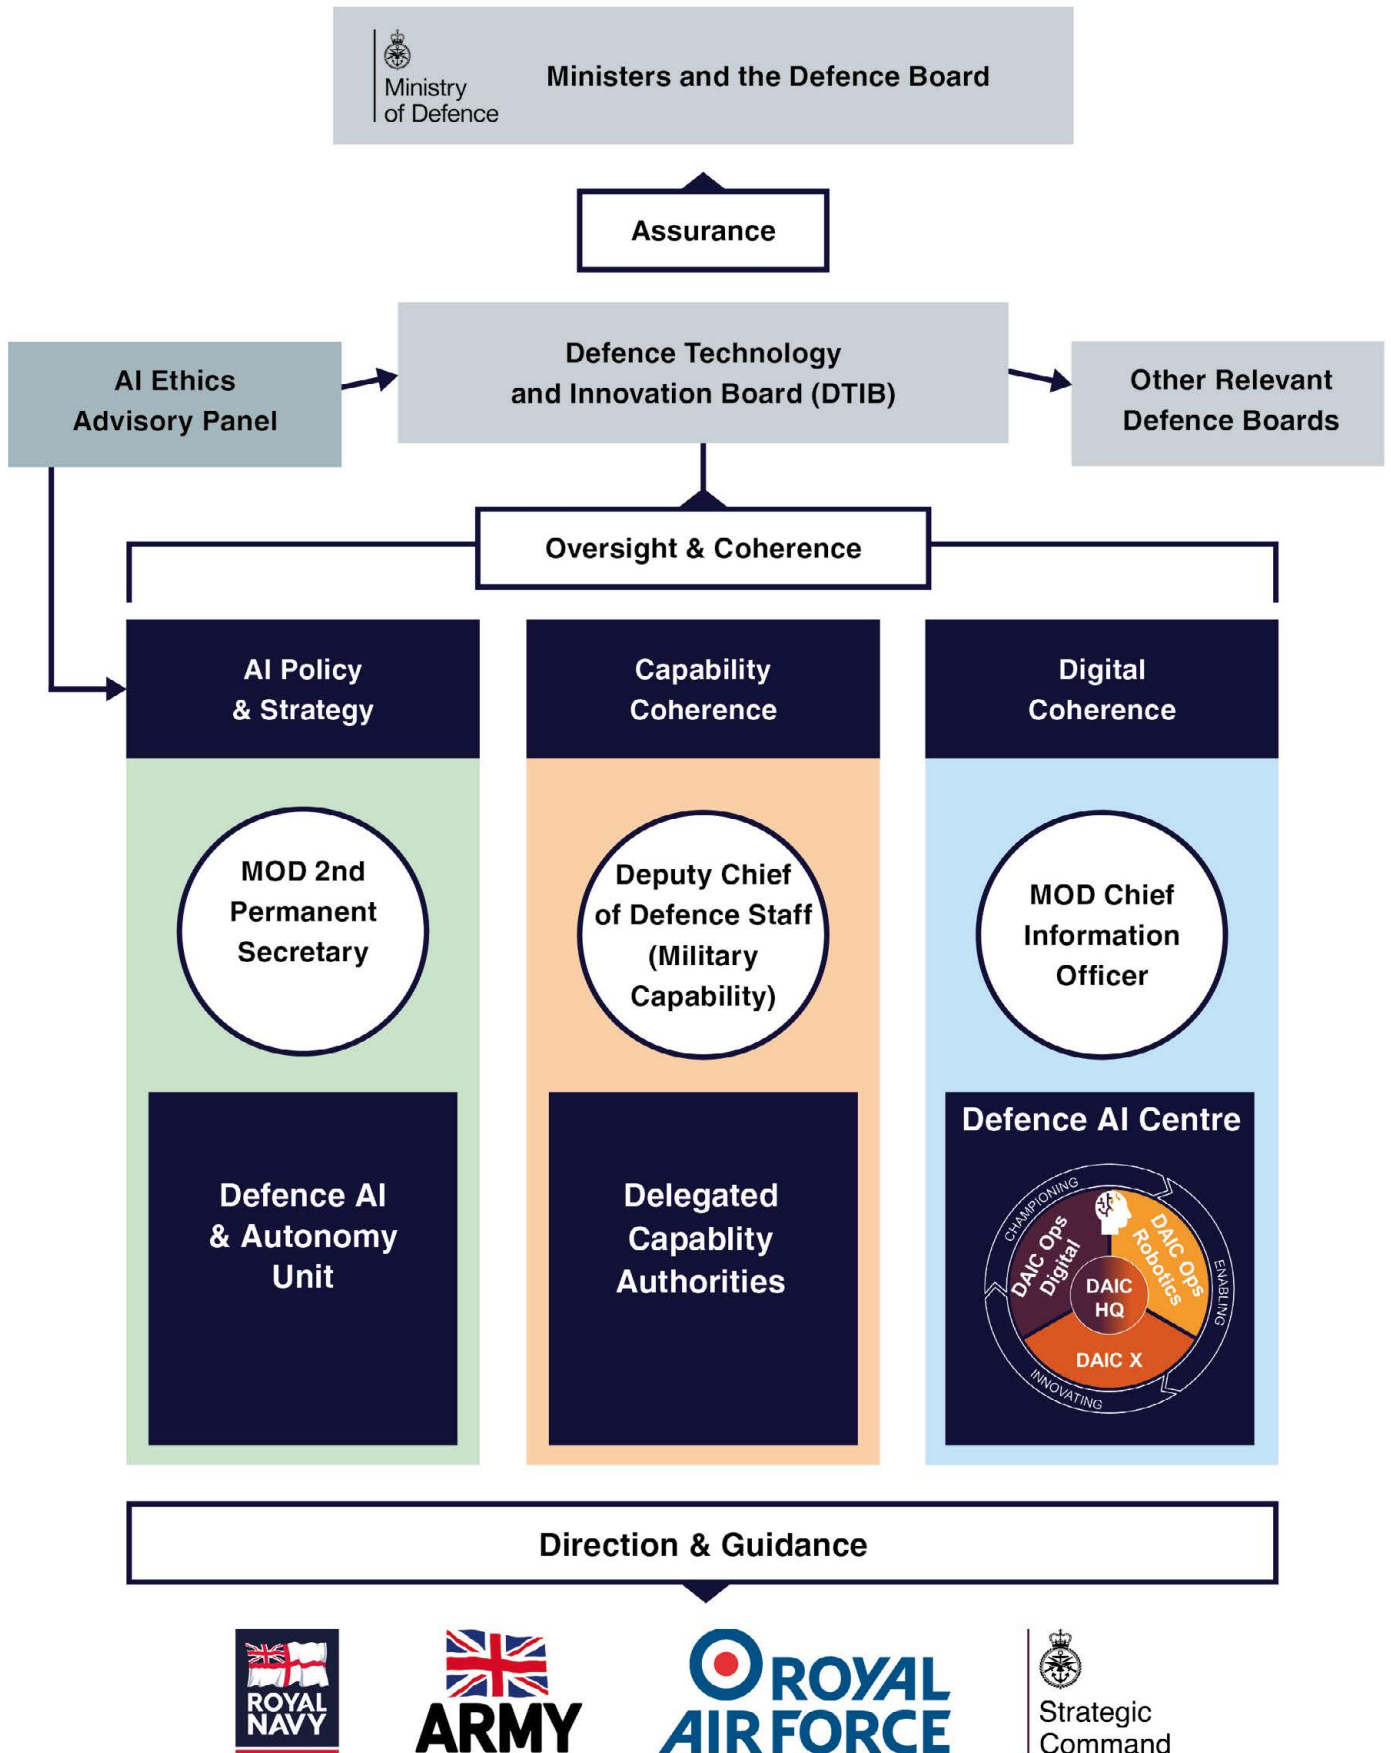 Ministry
of Defence
Ministers and the Defence Board
Assurance
AI Ethics
Advisory Panel
Defence Technology
and Innovation Board (DTIB)
Other Relevant
Defence Boards
Oversight & Coherence
AI Policy
& Strategy
Capability
Coherence
Digital
Coherence
MOD 2nd
Permanent
Secretary
Deputy Chief
of Defence Staff
(Military
Capability)
MOD Chief
Information
Officer
Defence AI
& Autonomy
Unit
Delegated
Capablity
Authorities
Defence AI Centre
CHAMPIONING
ENABLING
INNOVATING
DAIC Ops
Digital
DAIC Ops
Robotics
DAIC
HQ
DAIC X
Direction & Guidance
ROYAL
NAVY
ARMY
ROYAL
AIR FORCE
Strategic
Command